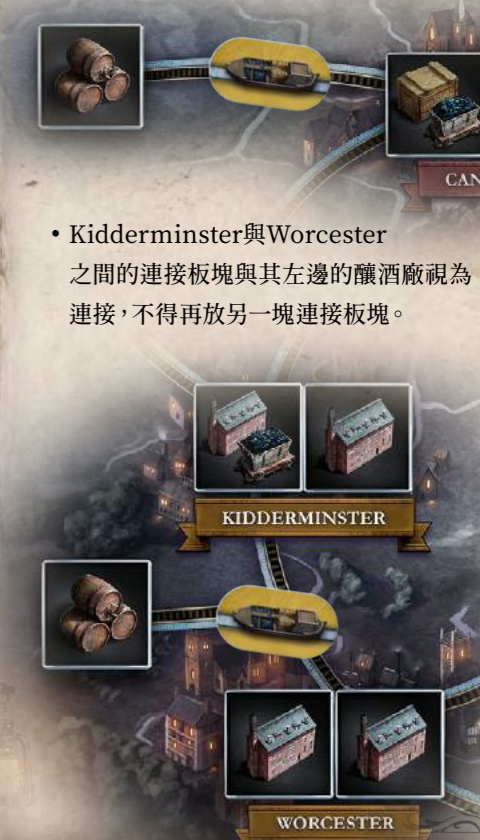 CAN
• Kidderminster與Worcester
之間的連接板塊與其左邊的釀酒廠視為
連接，不得再放另一塊連接板塊。
KIDDERMINSTER
WORCESTER